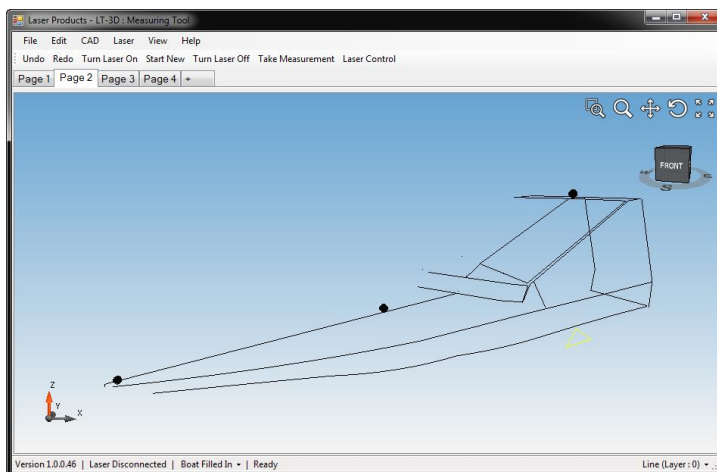 Laser Products - LT-3D : Measuring Tool
File Edit CAD Laser View Help
Undo Redo Turn Laser On Start New Turn Laser Off Take Measurement Laser Control
Page 1 Page 2 Page 3 Page 4 +
FRONT
S
Z
Y
X
Version 1.0.0.46 | Laser Disconnected | Boat Filled In | Ready
Line (Layer : 0)